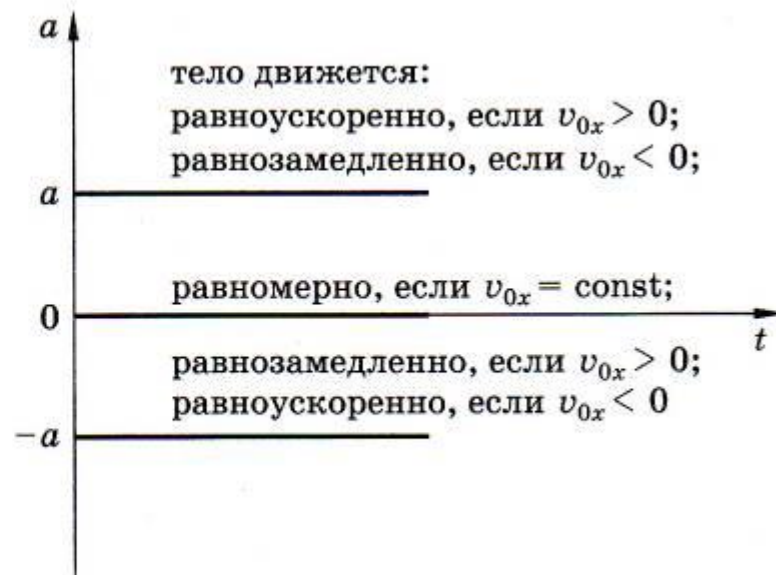 a
тело движется:
равноускоренно, если v₀ₓ > 0;
равнозамедленно, если v₀ₓ < 0;
a
равномерно, если v₀ₓ = const;
0
t
равнозамедленно, если v₀ₓ > 0;
равноускоренно, если v₀ₓ < 0
−a